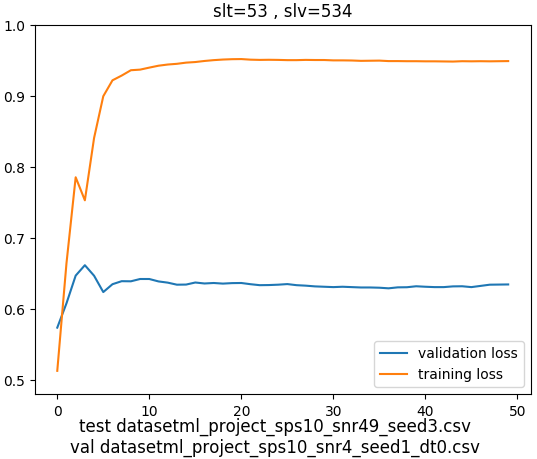 slt=53 , slv=534
1.0
0.9
0.8
0.7
0.6
0.5
validation loss
training loss
0 10 20 30 40 50
test datasetml_project_sps10_snr49_seed3.csv
val datasetml_project_sps10_snr4_seed1_dt0.csv